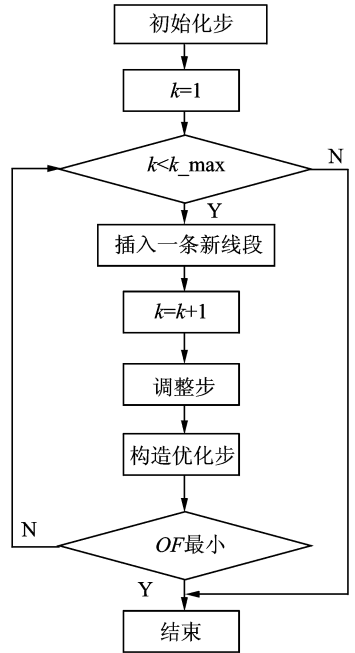 初始化步
k=1
k<k_max
N
Y
插入一条新线段
k=k+1
调整步
构造优化步
N
OF最小
Y
结束